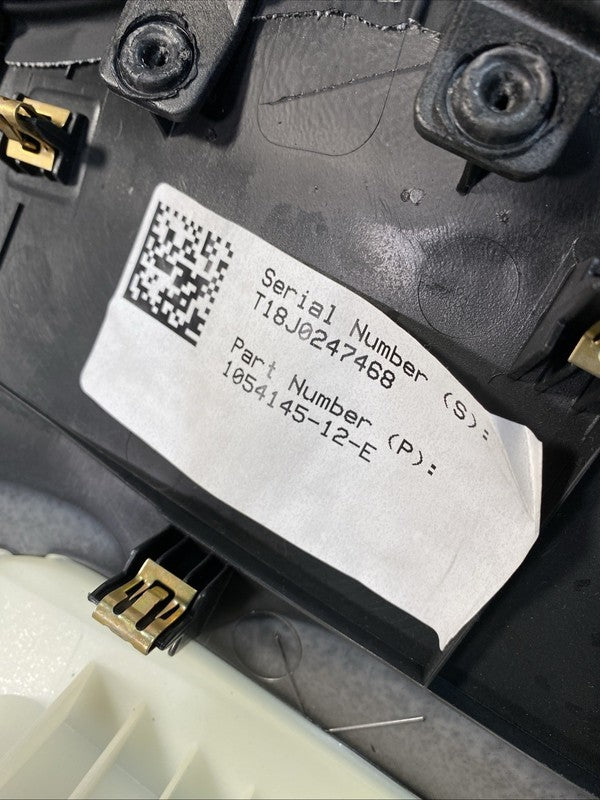 Serial Number (S):
T18J0247468
Part Number (P):
1054145-12-E